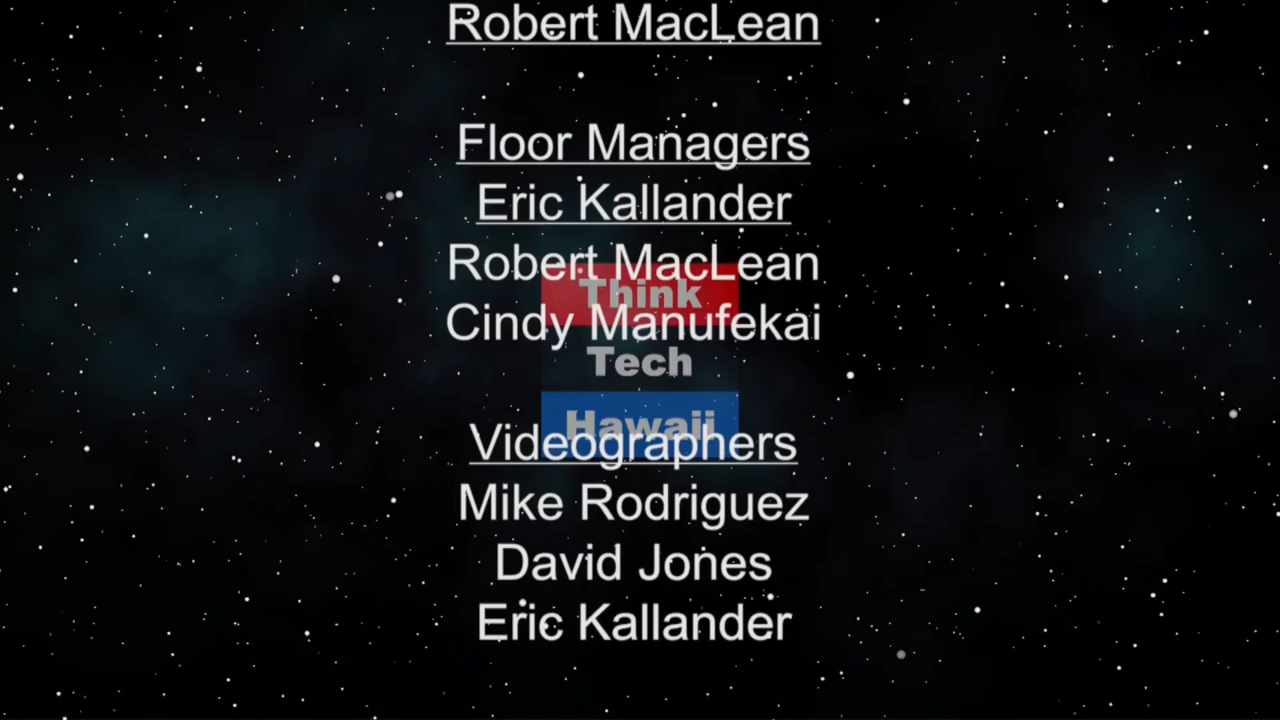 Robert MacLean
Floor Managers
Eric Kallander
Robert MacLean
Think
Cindy Manufekai
Tech
Hawaii
Videographers
Mike Rodriguez
David Jones
Eric Kallander